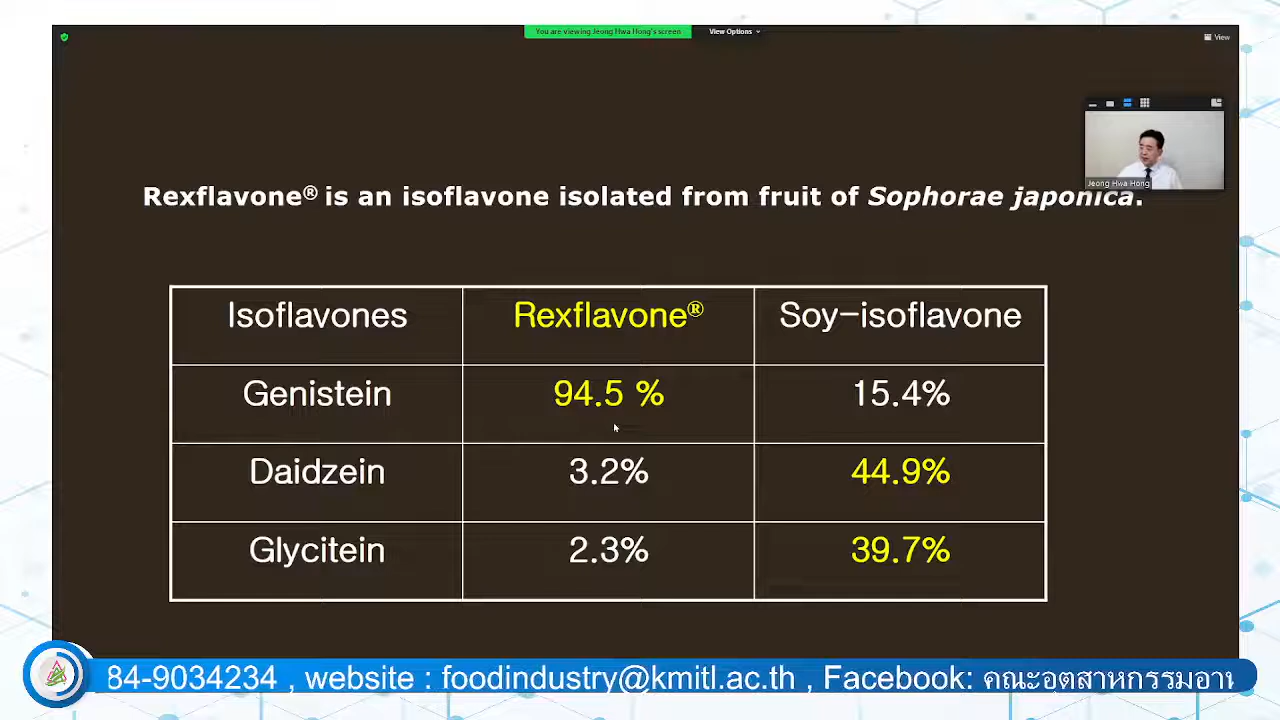 You are viewing Jeong Hwa Hong's screen View Options
View
Jeong Hwa Hong
Rexflavone® is an isoflavone isolated from fruit of Sophorae japonica.
Isoflavones Rexflavone® Soy-isoflavone
Genistein 94.5 % 15.4%
Daidzein 3.2% 44.9%
Glycitein 2.3% 39.7%
84-9034234 , website : foodindustry@kmitl.ac.th , Facebook: คณะอุตสาหกรรมอา